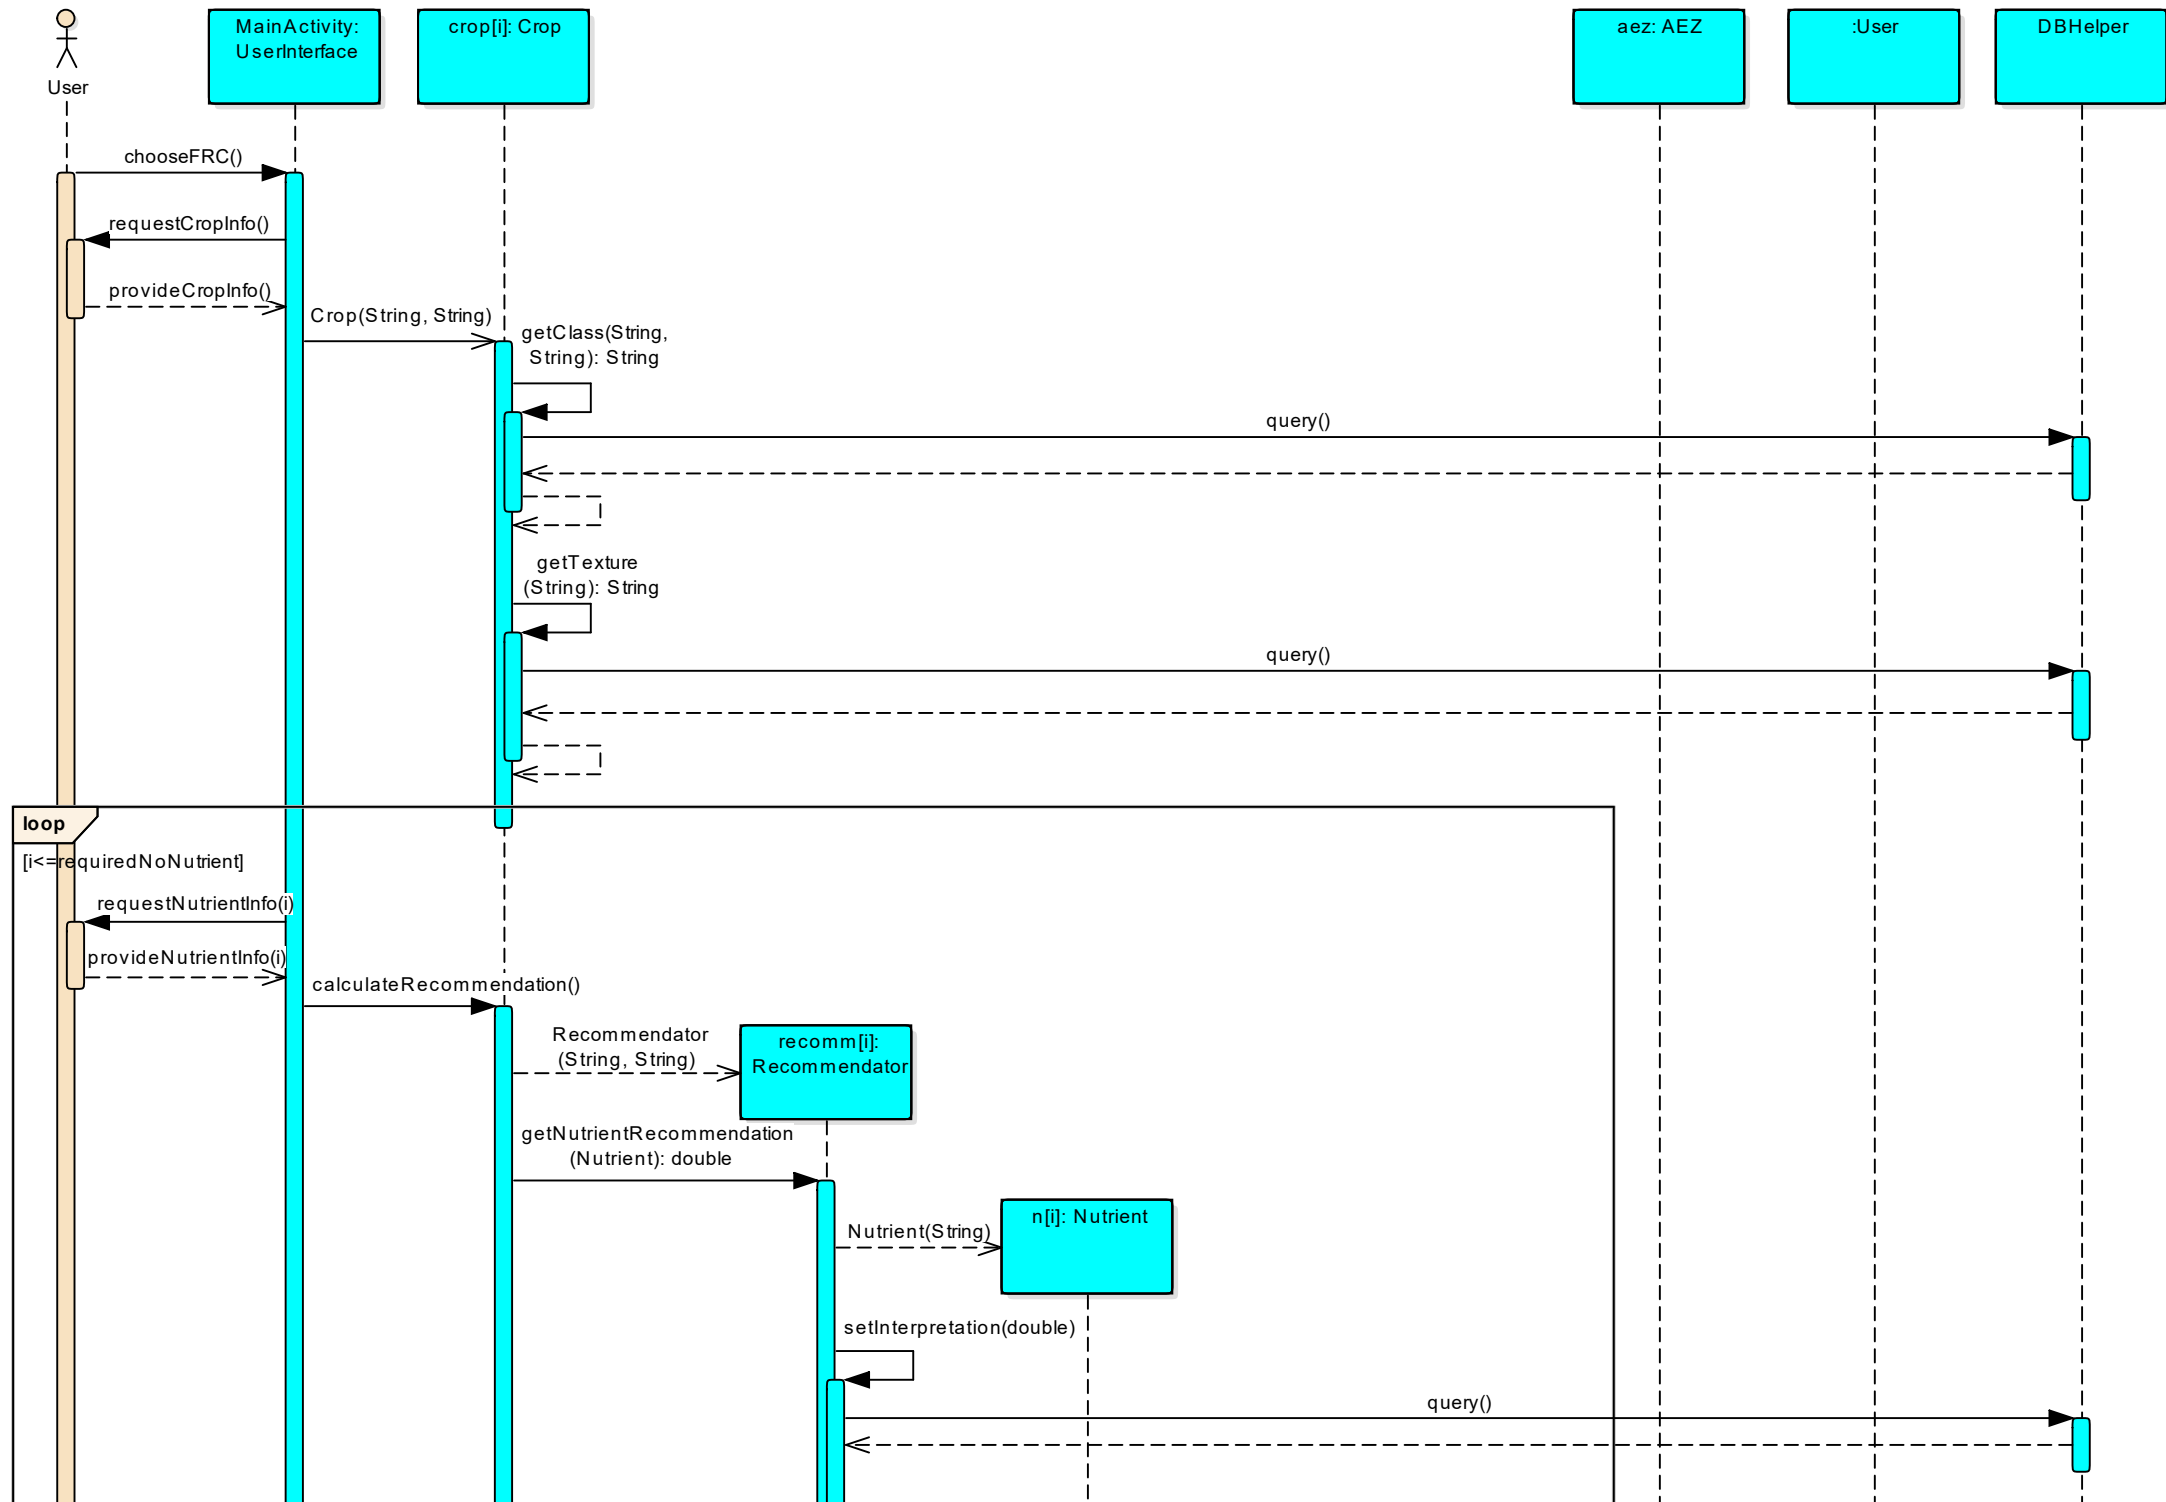 MainActivity:
UserInterface
crop[i]: Crop
aez: AEZ
:User
DBHelper
User
chooseFRC()
requestCropInfo()
provideCropInfo()
Crop(String, String)
getClass(String,
String): String
query()
getTexture
(String): String
query()
loop
[i<=requiredNoNutrient]
requestNutrientInfo(i)
provideNutrientInfo(i)
calculateRecommendation()
Recommendator
(String, String)
recomm[i]:
Recommendator
getNutrientRecommendation
(Nutrient): double
n[i]: Nutrient
Nutrient(String)
setInterpretation(double)
query()